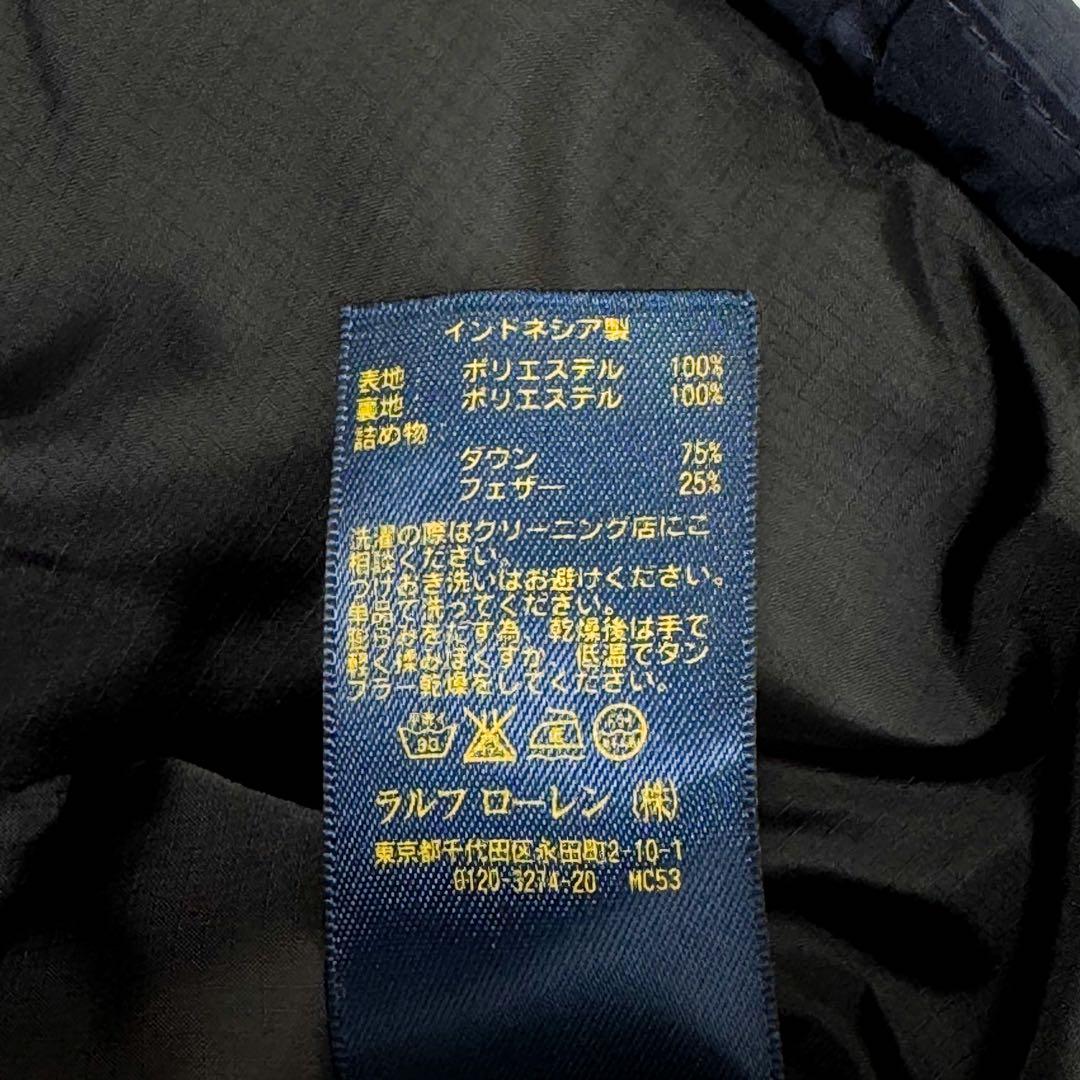 インドネシア製
表地 ポリエステル 100%
裏地 ポリエステル 100%
詰め物
ダウン 75%
フェザー 25%
洗濯の際はクリーニング店にご
相談ください。
つけおき洗いはお避けください。
単品で洗ってください。
膨らみをだす為 乾燥後は手で
軽く揉みほぐすか、低温でタン
ブラー乾燥をしてください。
30 中
ラルフ ローレン (株)
東京都千代田区永田町2-10-1
0120-3274-20 MC53